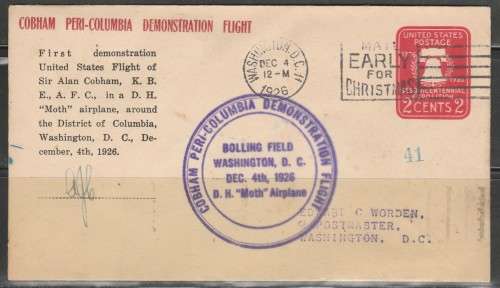 COBHAM PERI-COLUMBIA DEMONSTRATION FLIGHT
First demonstration
United States Flight of
Sir Alan Cobham, K. B.
E., A. F. C., in a D. H.
"Moth" airplane, around
the District of Columbia,
Washington, D. C., De-
cember, 4th, 1926.
WASHINGTON, D.C.
DEC 4
12-M
1926
MAIL
EARLY
FOR
CHRISTMAS
UNITED STATES
POSTAGE
SESQUICENTENNIAL
2 CENTS 2
41
COBHAM PERI-COLUMBIA DEMONSTRATION FLIGHT
BOLLING FIELD
WASHINGTON, D. C.
DEC. 4th, 1926
D. H. "Moth" Airplane
WORDEN,
POSTMASTER,
WASHINGTON, D.C.